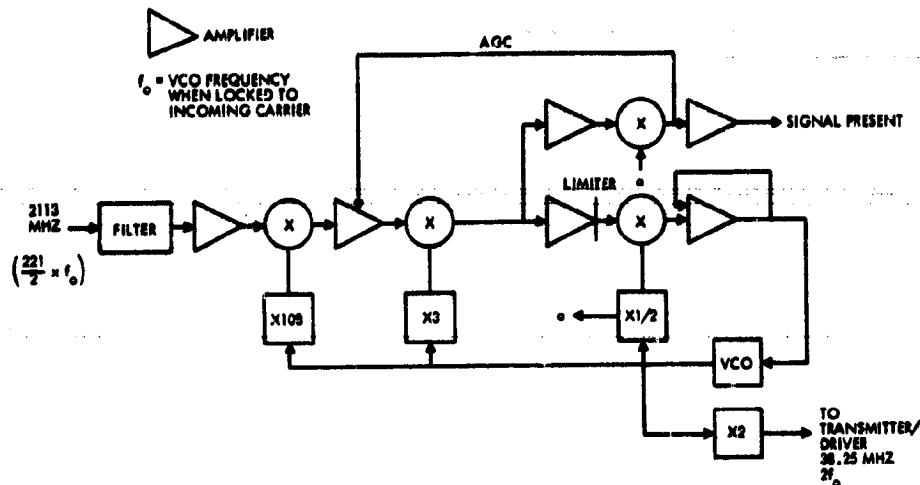 AMPLIFIER
f₀ = VCO FREQUENCY
WHEN LOCKED TO
INCOMING CARRIER
AGC
X
SIGNAL PRESENT
a
LIMITER
2113
MHZ
FILTER
X
X
X
(221/2 × f₀)
X108
X3
a
X1/2
VCO
X2
TO
TRANSMITTER/
DRIVER
38.25 MHZ
2f₀